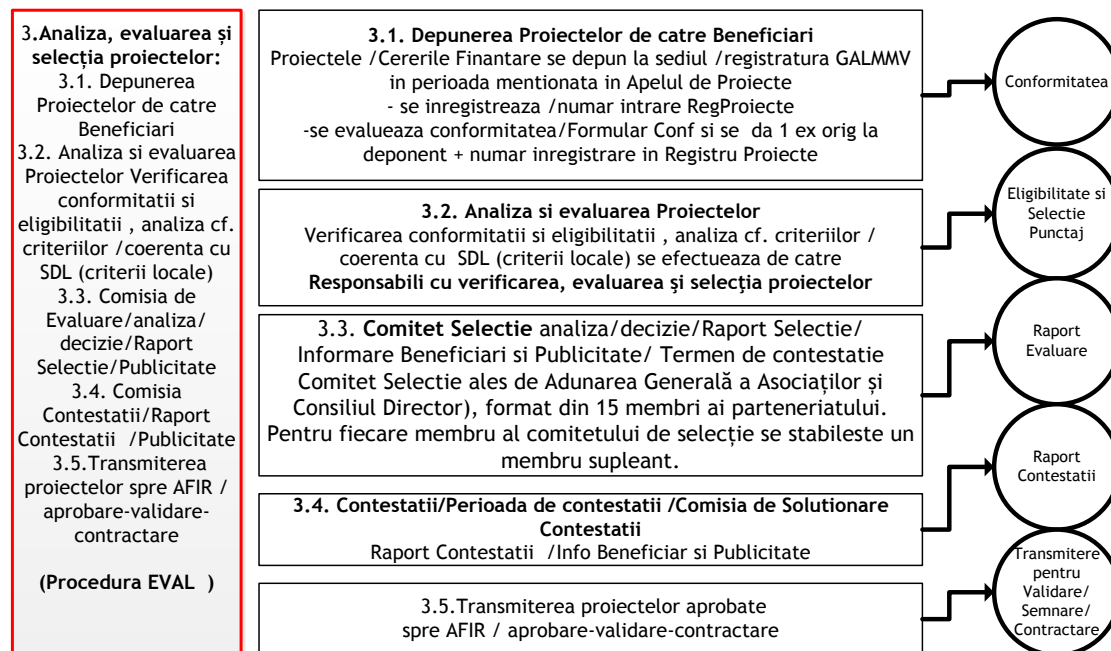 3.Analiza, evaluarea și
selecția proiectelor:
3.1. Depunerea
Proiectelor de catre
Beneficiari
3.2. Analiza si evaluarea
Proiectelor Verificarea
conformitatii si
eligibilitatii , analiza cf.
criteriilor /coerenta cu
SDL (criterii locale)
3.3. Comisia de
Evaluare/analiza/
decizie/Raport
Selectie/Publicitate
3.4. Comisia
Contestatii/Raport
Contestatii /Publicitate
3.5.Transmiterea
proiectelor spre AFIR /
aprobare-validare-
contractare
(Procedura EVAL )
3.1. Depunerea Proiectelor de catre Beneficiari
Proiectele /Cererile Finantare se depun la sediul /registratura GALMMV
in perioada mentionata in Apelul de Proiecte
- se inregistreaza /numar intrare RegProiecte
-se evalueaza conformitatea/Formular Conf si se da 1 ex orig la
deponent + numar inregistrare in Registru Proiecte
Conformitatea
3.2. Analiza si evaluarea Proiectelor
Verificarea conformitatii si eligibilitatii , analiza cf. criteriilor /
coerenta cu SDL (criterii locale) se efectueaza de catre
Responsabili cu verificarea, evaluarea şi selecţia proiectelor
Eligibilitate si
Selectie
Punctaj
3.3. Comitet Selectie analiza/decizie/Raport Selectie/
Informare Beneficiari si Publicitate/ Termen de contestatie
Comitet Selectie ales de Adunarea Generală a Asociaților și
Consiliul Director), format din 15 membri ai parteneriatului.
Pentru fiecare membru al comitetului de selecție se stabileste un
membru supleant.
Raport
Evaluare
3.4. Contestatii/Perioada de contestatii /Comisia de Solutionare
Contestatii
Raport Contestatii /Info Beneficiar si Publicitate
Raport
Contestatii
3.5.Transmiterea proiectelor aprobate
spre AFIR / aprobare-validare-contractare
Transmitere
pentru
Validare/
Semnare/
Contractare